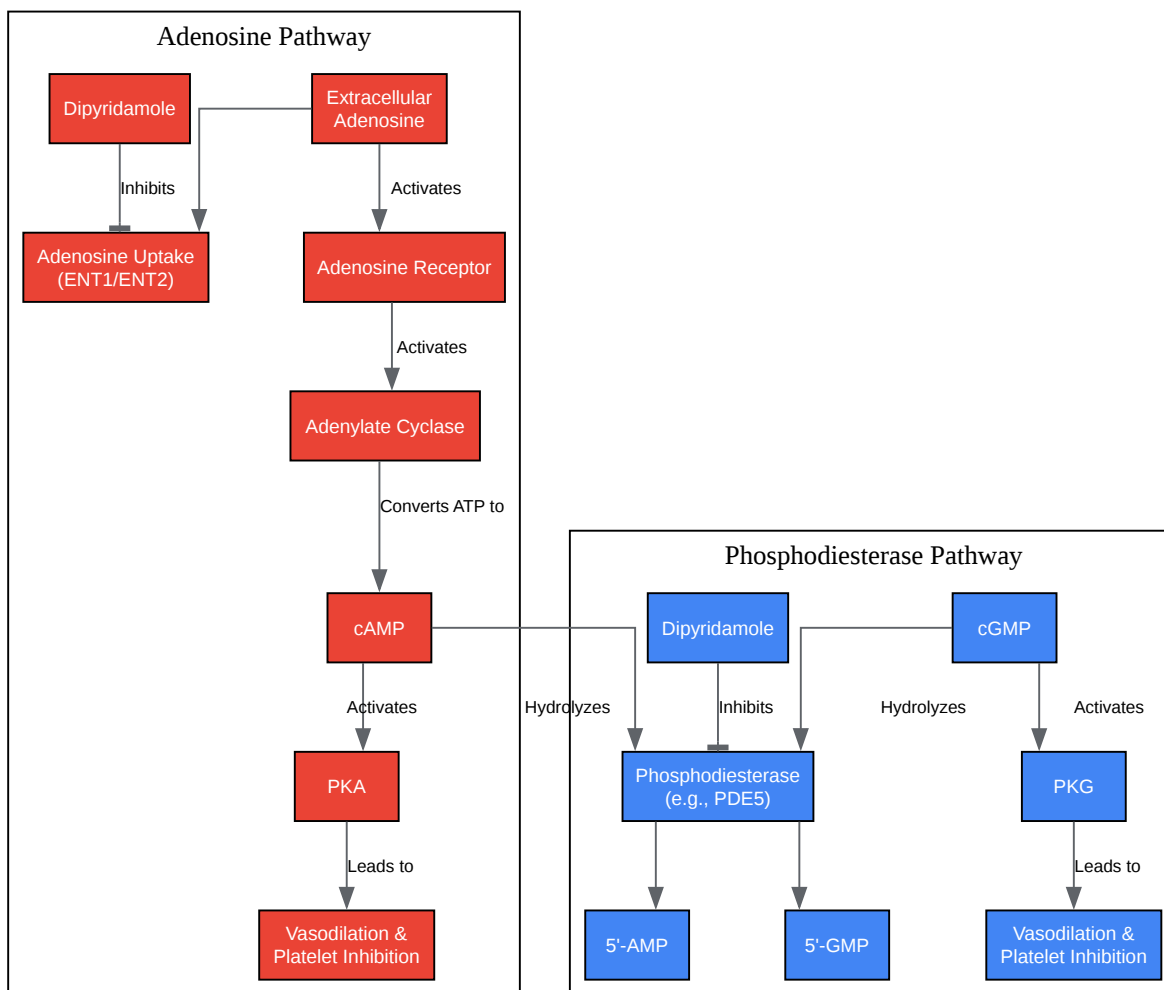 Adenosine Pathway
Dipyridamole
Extracellular
Adenosine
Inhibits
Activates
Adenosine Uptake
(ENT1/ENT2)
Adenosine Receptor
Activates
Adenylate Cyclase
Converts ATP to
Phosphodiesterase Pathway
cAMP
Dipyridamole
cGMP
Activates
Hydrolyzes
Inhibits
Hydrolyzes
Activates
PKA
Phosphodiesterase
(e.g., PDE5)
PKG
Leads to
Leads to
Vasodilation &
Platelet Inhibition
5'-AMP
5'-GMP
Vasodilation &
Platelet Inhibition